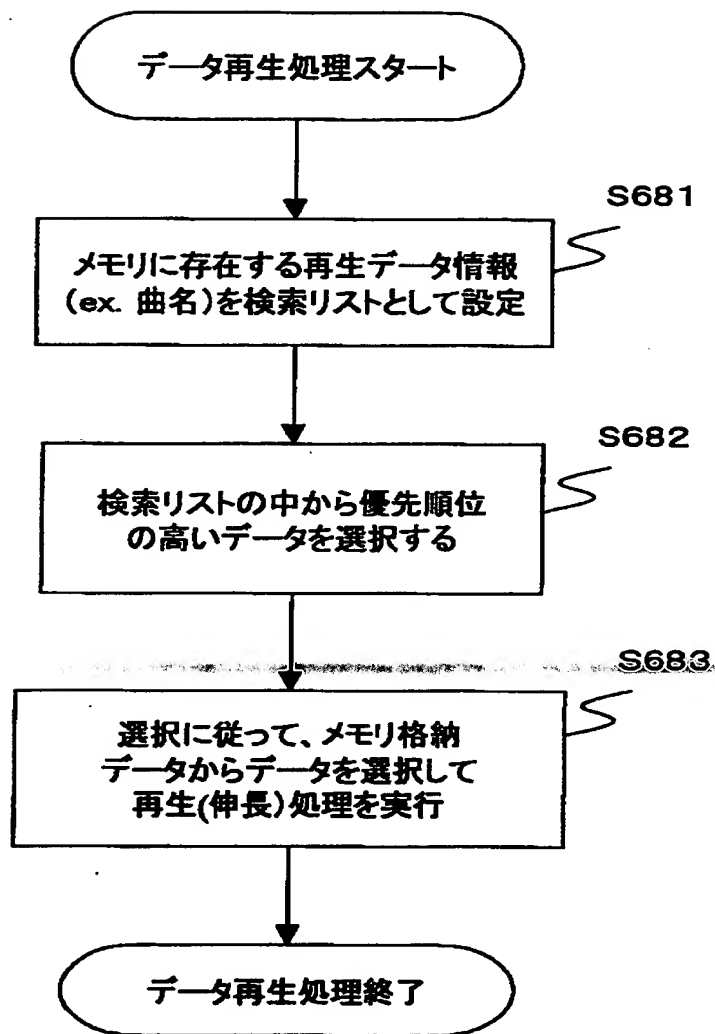 データ再生処理スタート
S681
メモリに存在する再生データ情報
(ex. 曲名)を検索リストとして設定
S682
検索リストの中から優先順位
の高いデータを選択する
S683
選択に従って、メモリ格納
データからデータを選択して
再生(伸長)処理を実行
データ再生処理終了